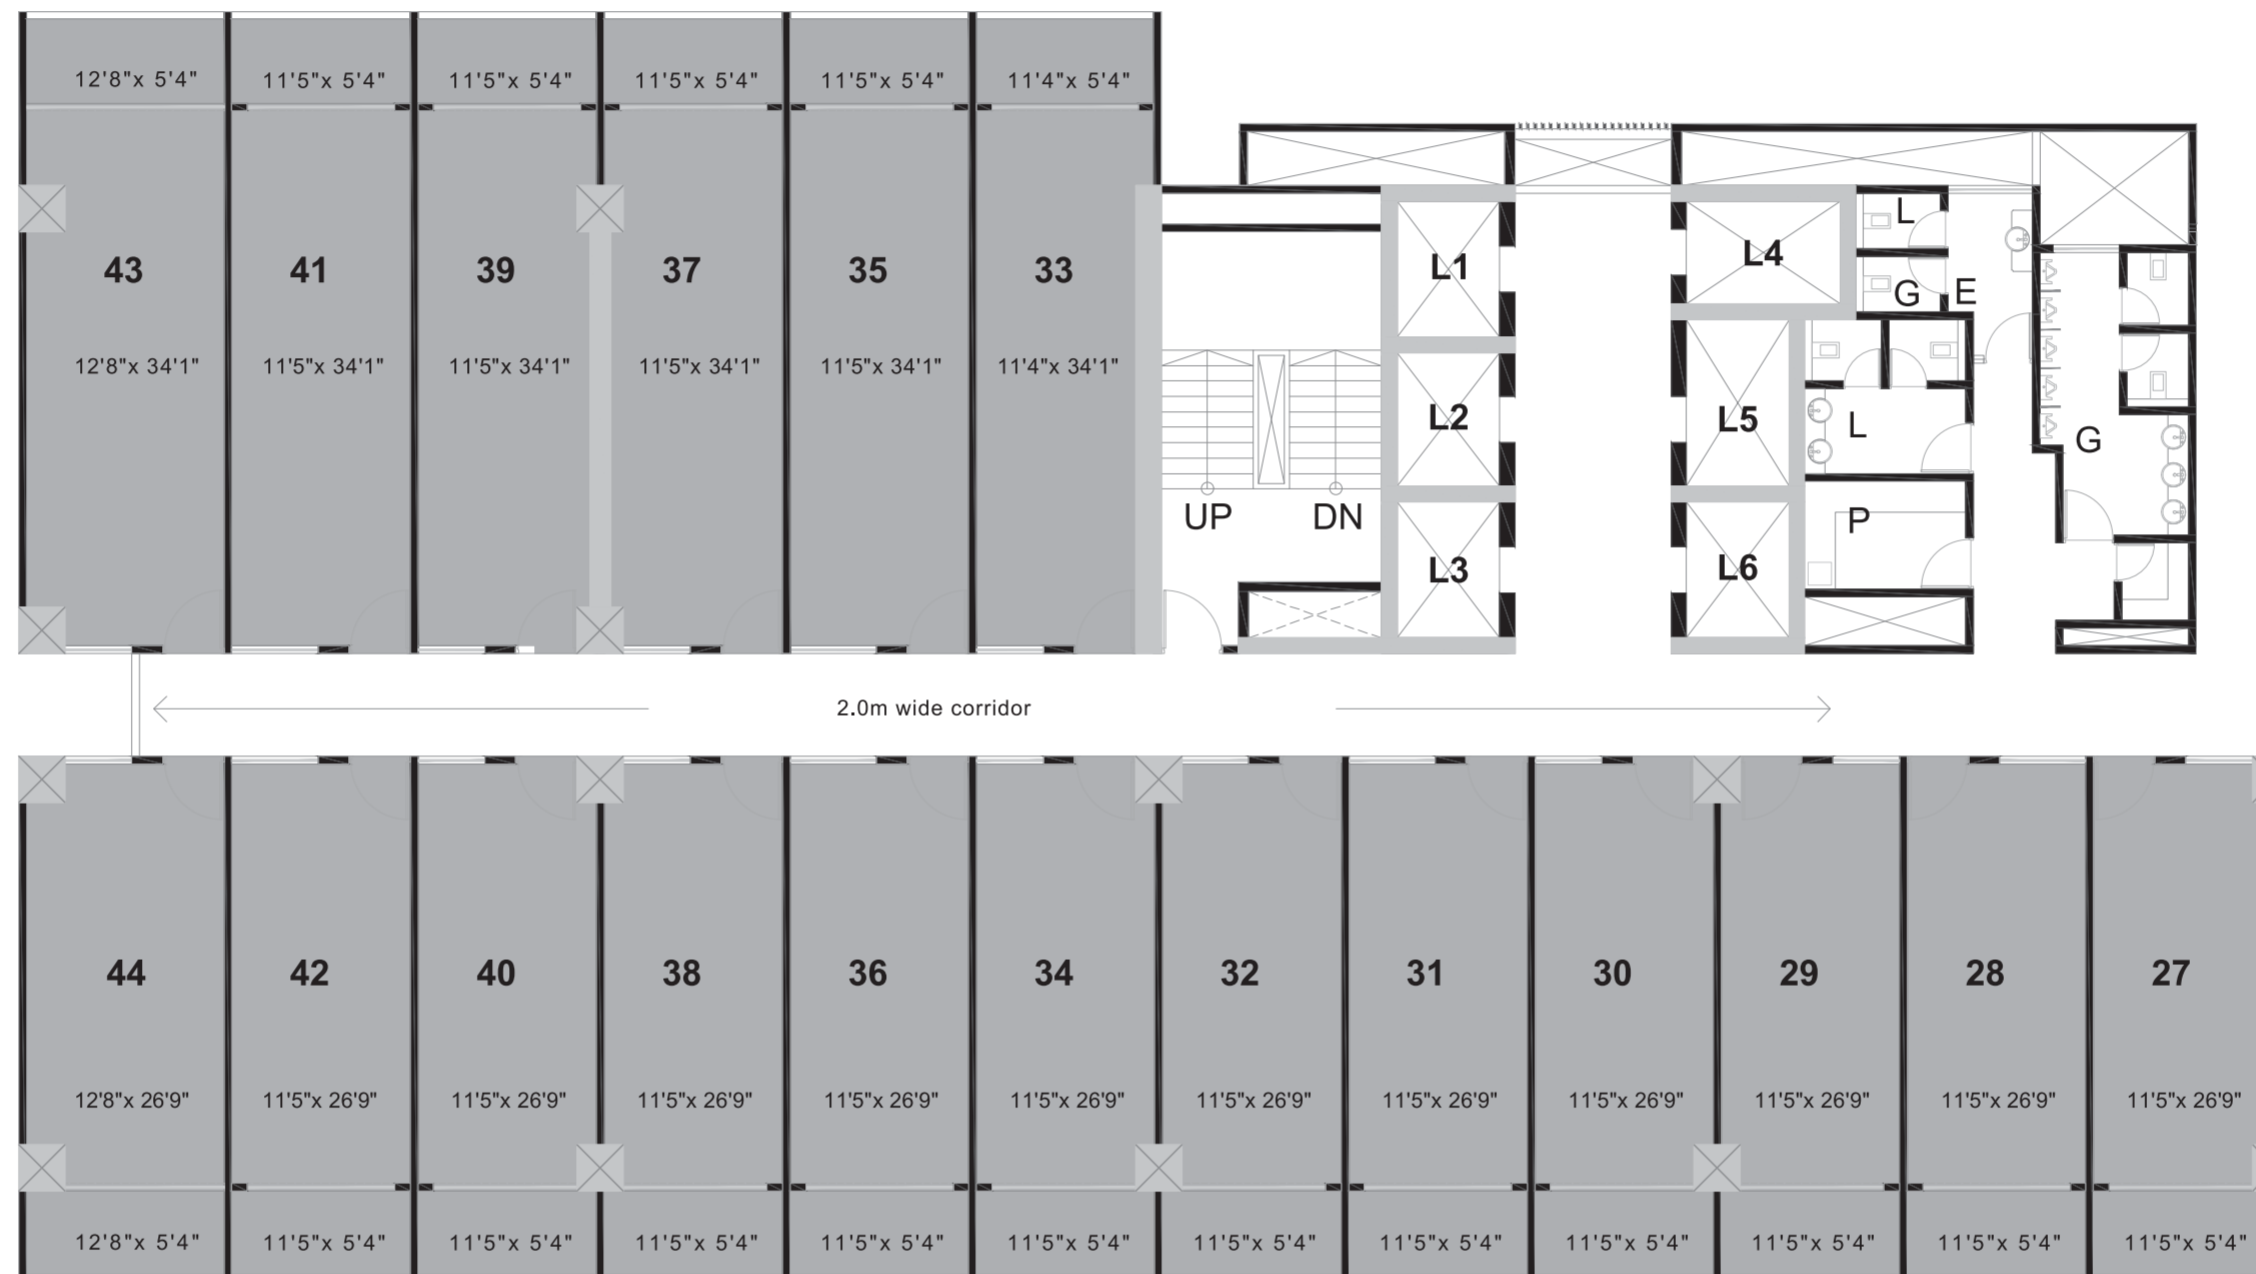 12'8"x 5'4" 11'5"x 5'4" 11'5"x 5'4" 11'5"x 5'4" 11'5"x 5'4" 11'4"x 5'4"
43 41 39 37 35 33
12'8"x 34'1" 11'5"x 34'1" 11'5"x 34'1" 11'5"x 34'1" 11'5"x 34'1" 11'4"x 34'1"
L1
L4
L
G E
L2
L5
L
G
UP DN
P
L3
L6
2.0m wide corridor
44 42 40 38 36 34 32 31 30 29 28 27
12'8"x 26'9" 11'5"x 26'9" 11'5"x 26'9" 11'5"x 26'9" 11'5"x 26'9" 11'5"x 26'9" 11'5"x 26'9" 11'5"x 26'9" 11'5"x 26'9" 11'5"x 26'9" 11'5"x 26'9" 11'5"x 26'9"
12'8"x 5'4" 11'5"x 5'4" 11'5"x 5'4" 11'5"x 5'4" 11'5"x 5'4" 11'5"x 5'4" 11'5"x 5'4" 11'5"x 5'4" 11'5"x 5'4" 11'5"x 5'4" 11'5"x 5'4" 11'5"x 5'4"